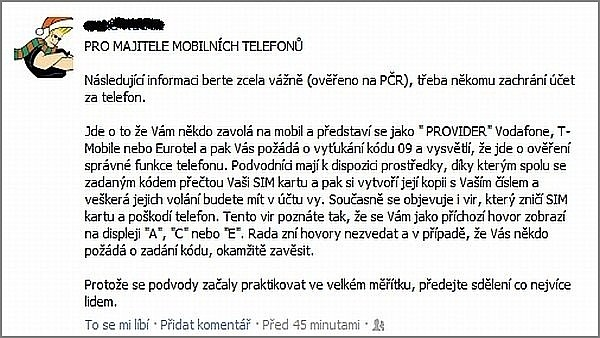 PRO MAJITELE MOBILNÍCH TELEFONŮ
Následující informaci berte zcela vážně (ověřeno na PČR), třeba někomu zachrání účet
za telefon.
Jde o to že Vám někdo zavolá na mobil a představí se jako " PROVIDER" Vodafone, T-
Mobile nebo Eurotel a pak Vás požádá o vyťukání kódu 09 a vysvětlí, že jde o ověření
správné funkce telefonu. Podvodníci mají k dispozici prostředky, díky kterým spolu se
zadaným kódem přečtou Vaši SIM kartu a pak si vytvoří její kopii s Vaším číslem a
veškerá jejich volání budete mít v účtu vy. Současně se objevuje i vir, který zničí SIM
kartu a poškodí telefon. Tento vir poznáte tak, že se Vám jako příchozí hovor zobrazí
na displeji "A", "C" nebo "E". Rada zní hovory nezvedat a v případě, že Vás někdo
požádá o zadání kódu, okamžitě zavěsit.
Protože se podvody začaly praktikovat ve velkém měřítku, předejte sdělení co nejvíce
lidem.
To se mi líbí · Přidat komentář · Před 45 minutami ·